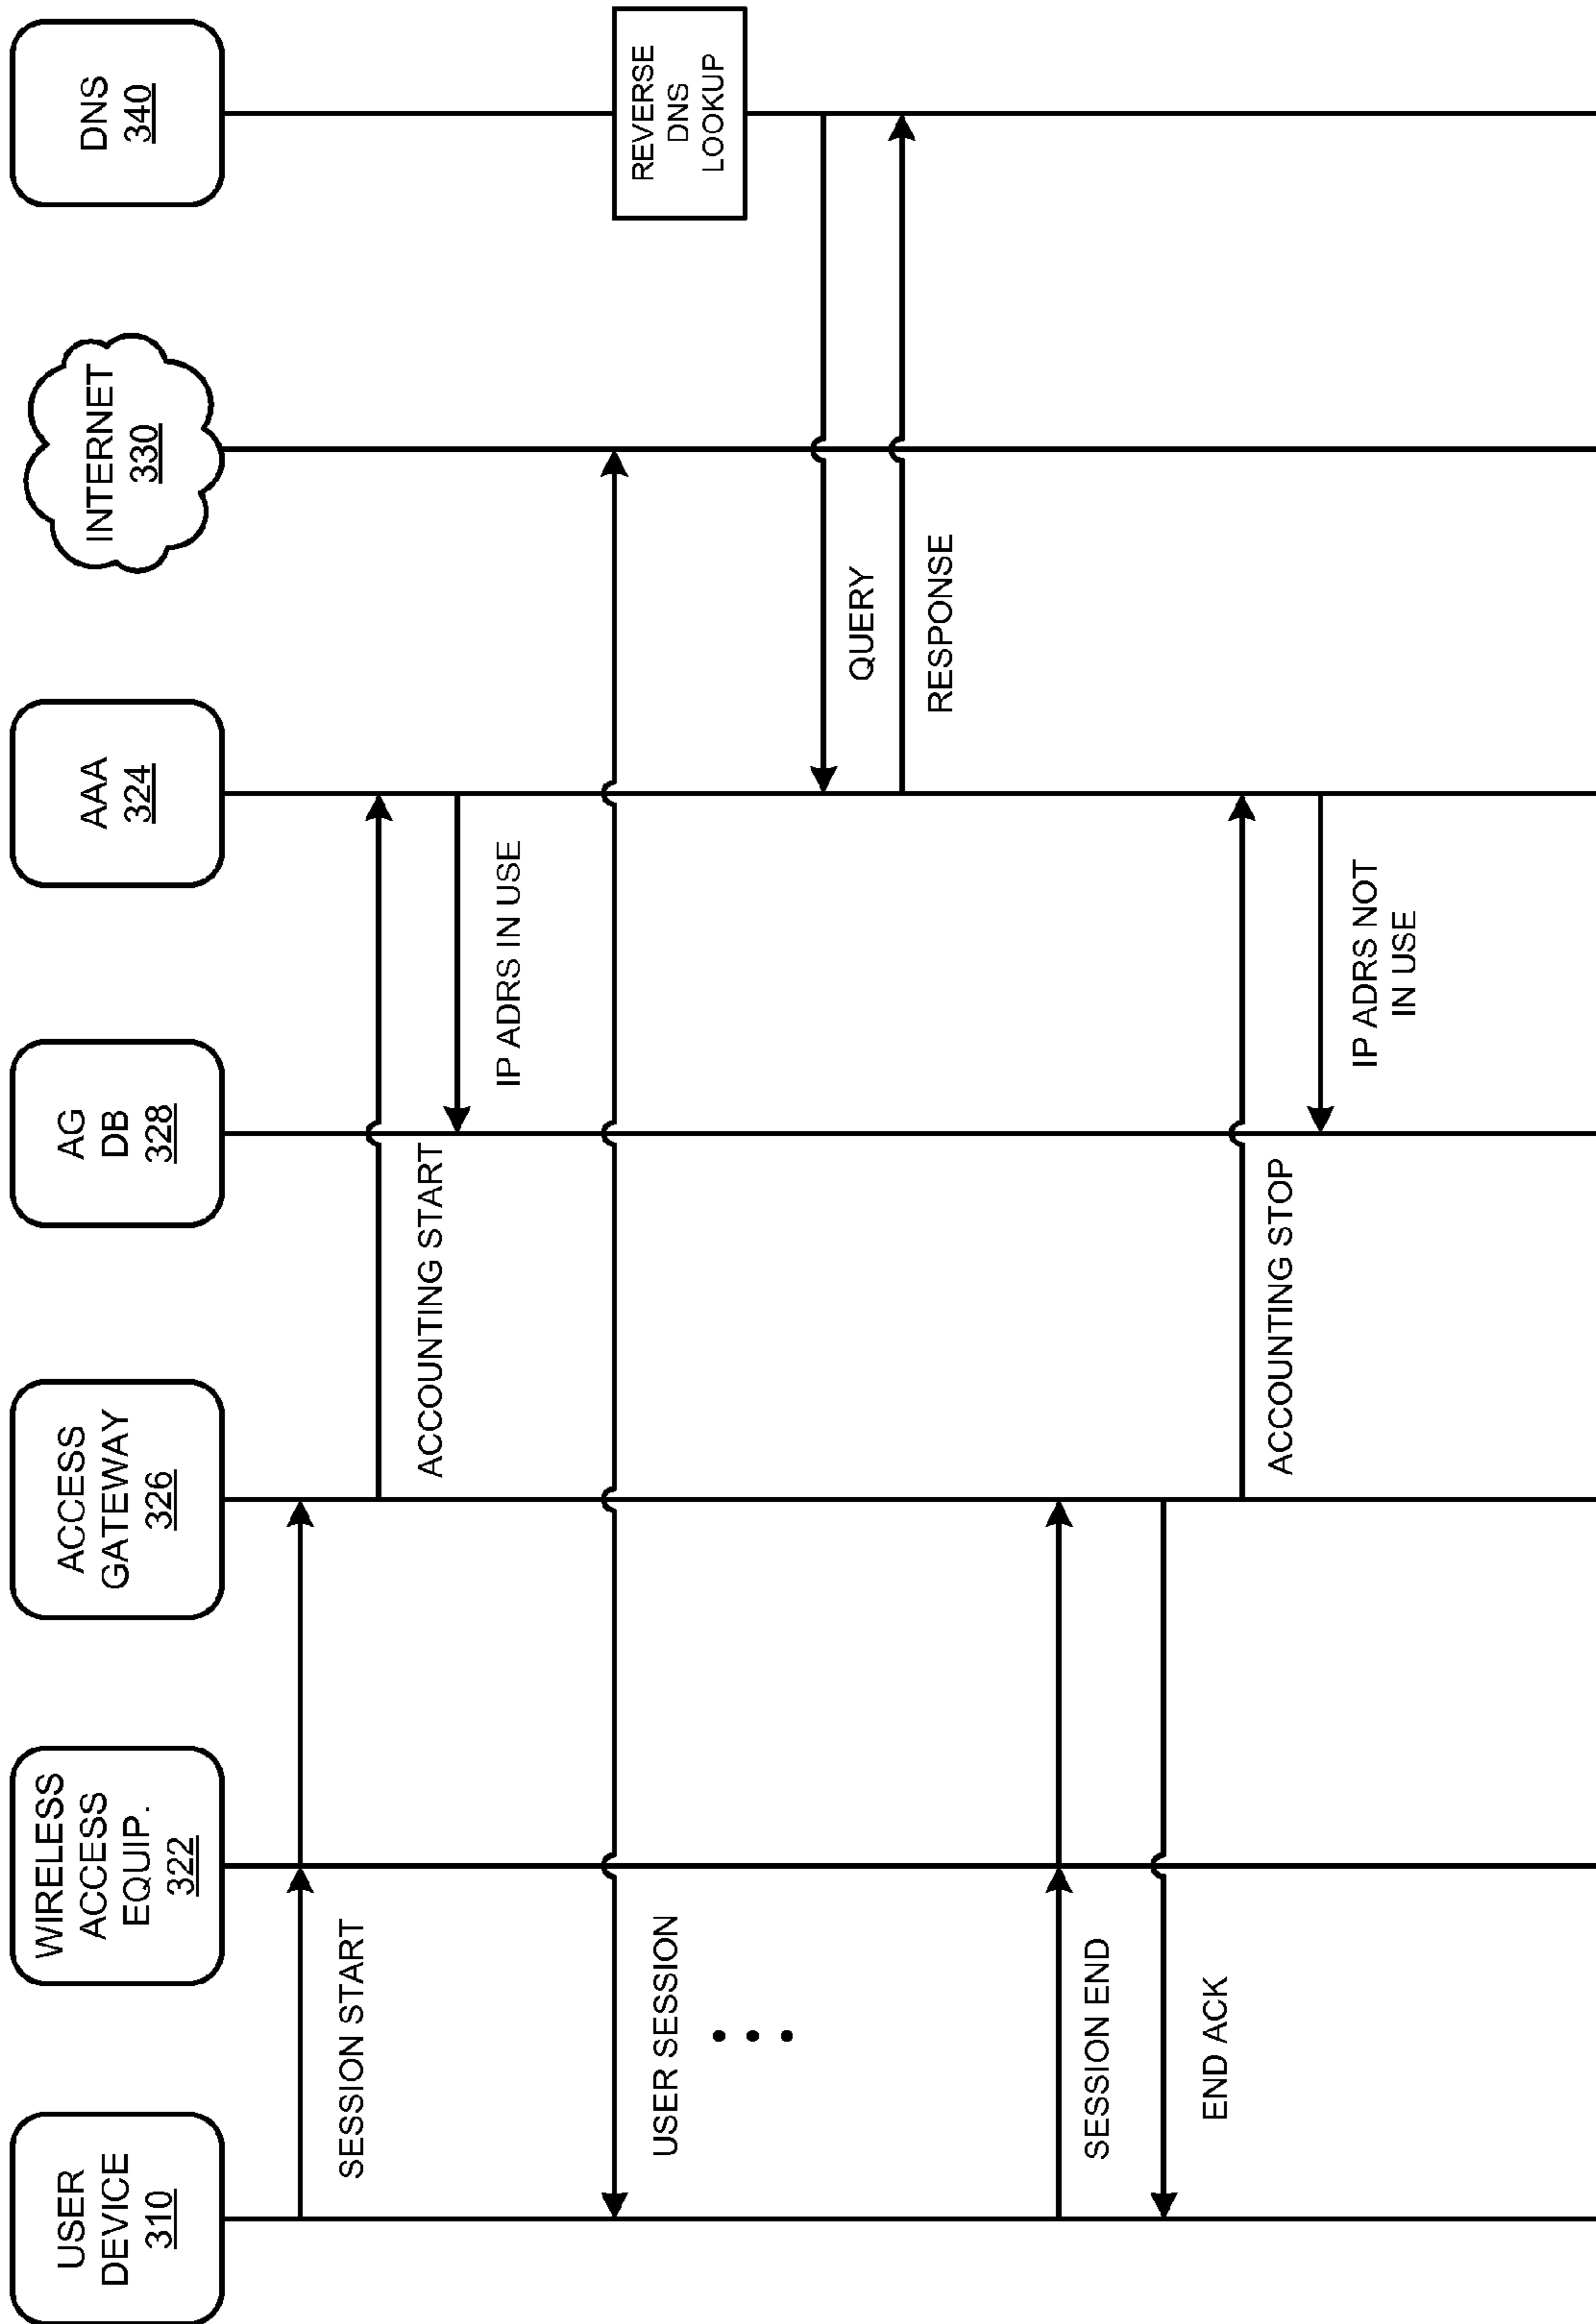 USER
DEVICE
310
WIRELESS
ACCESS
EQUIP.
322
ACCESS
GATEWAY
326
AG
DB
328
AAA
324
INTERNET
330
DNS
340
SESSION START
ACCOUNTING START
IP ADRS IN USE
USER SESSION
REVERSE
DNS
LOOKUP
QUERY
RESPONSE
SESSION END
END ACK
ACCOUNTING STOP
IP ADRS NOT
IN USE